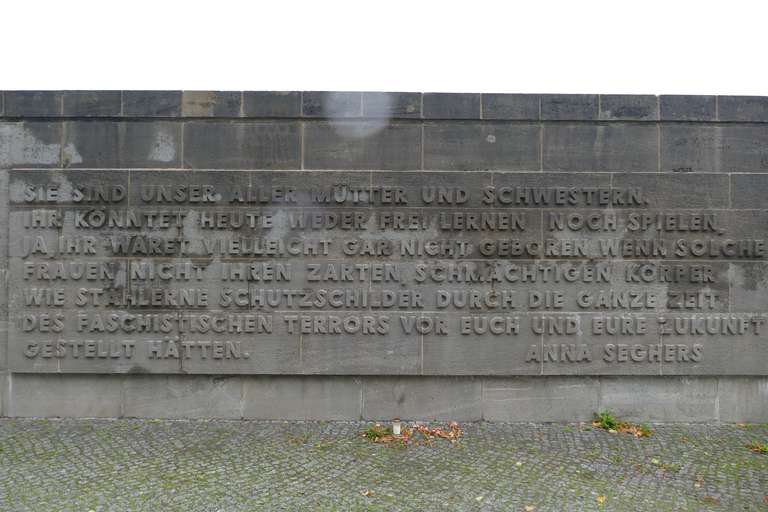 SIE SIND UNSER ALLER MÜTTER UND SCHWESTERN.
IHR KÖNNTET HEUTE WEDER FREI LERNEN NOCH SPIELEN,
JA, IHR WÄRET VIELLEICHT GAR NICHT GEBOREN, WENN SOLCHE
FRAUEN NICHT IHREN ZARTEN, SCHMÄCHTIGEN KÖRPER
WIE STÄHLERNE SCHUTZSCHILDER DURCH DIE GANZE ZEIT
DES FASCHISTISCHEN TERRORS VOR EUCH UND EURE ZUKUNFT
GESTELLT HÄTTEN. ANNA SEGHERS